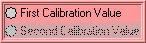 First Calibration Value
Second Calibration Value